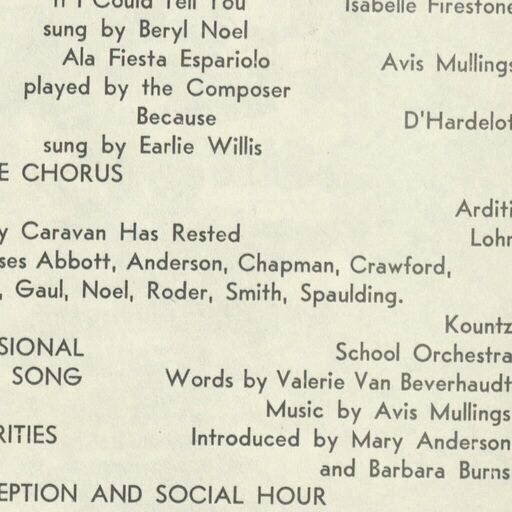 If I Could Tell You Isabelle Firestone
sung by Beryl Noel
Ala Fiesta Espariolo Avis Mullings
played by the Composer
Because D'Hardelot
sung by Earlie Willis
E CHORUS
Arditi
y Caravan Has Rested Lohr
ses Abbott, Anderson, Chapman, Crawford,
, Gaul, Noel, Roder, Smith, Spaulding.
Kountz
SIONAL School Orchestra
SONG Words by Valerie Van Beverhaudt
Music by Avis Mullings
RITIES Introduced by Mary Anderson
and Barbara Burns
EPTION AND SOCIAL HOUR